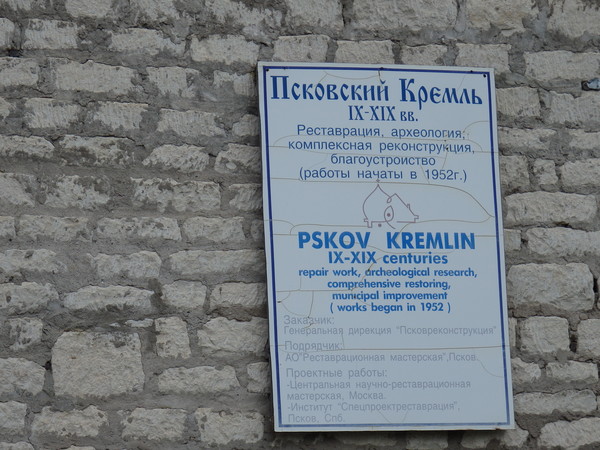 Псковский Кремль
IX-XIX вв.
Реставрация, археология,
комплексная реконструкция,
благоустроиство
(работы начаты в 1952г.)
PSKOV KREMLIN
IX-XIX centuries
repair work, archeological research,
comprehensive restoring,
municipal improvement
( works began in 1952 )
Заказчик:
Генеральная дирекция "Псковреконструкция"
Подрядчик:
АО"Реставрационная мастерская",Псков.
Проектные работы:
-Центральная научно-реставрационная
мастерская, Москва.
-Институт "Спецпроектреставрация",
Псков, Спб.